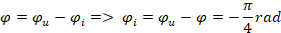 φ = φ_u − φ_i => φ_i = φ_u − φ = −π/4 rad